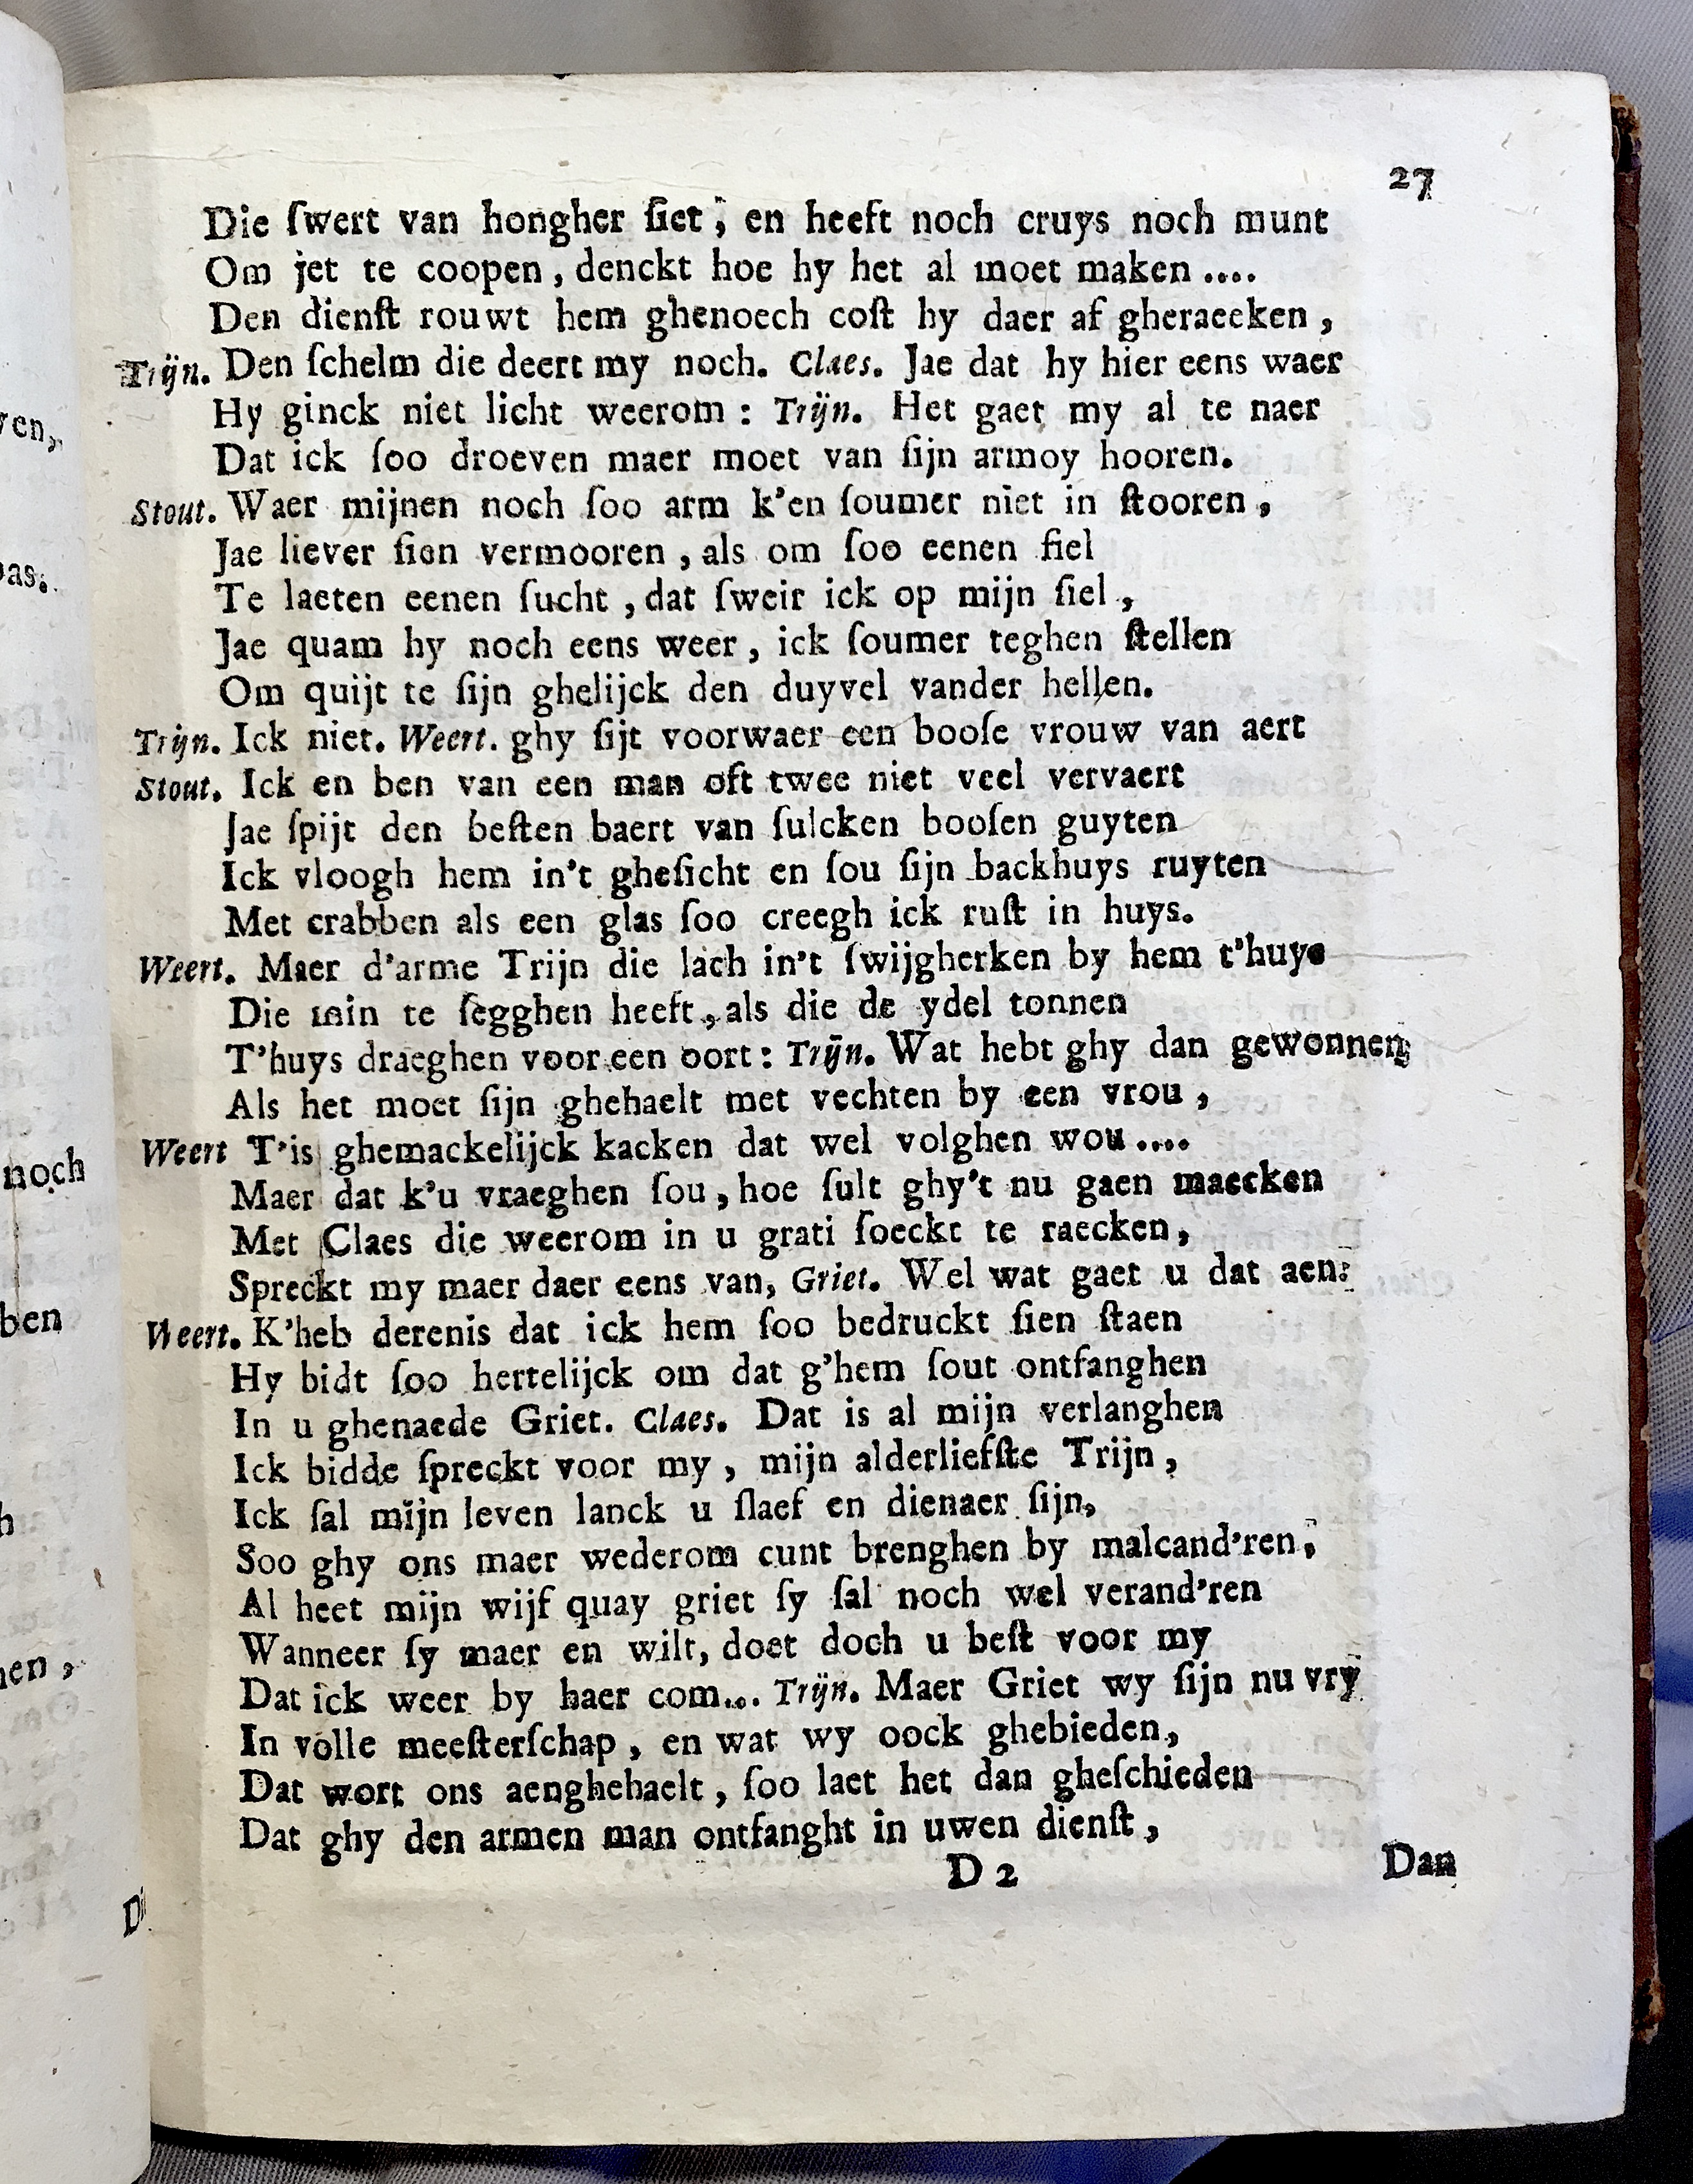 27
Die ſwert van hongher ſiet, en heeft noch cruys noch munt
Om jet te coopen, denckt hoe hy het al moet maken ....
Den dienſt rouwt hem ghenoech coſt hy daer af gheraeeken,
Trijn. Den ſchelm die deert my noch. Claes. Jae dat hy hier eens waer
Hy ginck niet licht weerom: Trijn. Het gaet my al te naer
Dat ick ſoo droeven maer moet van ſijn armoy hooren.
Stout. Waer mijnen noch ſoo arm k'en ſoumer niet in ſtooren,
Jae liever ſien vermooren, als om ſoo eenen fiel
Te laeten eenen ſucht, dat ſweir ick op mijn ſiel,
Jae quam hy noch eens weer, ick ſoumer teghen ſtellen
Om quijt te ſijn ghelijck den duyvel vander hellen.
Trijn. Ick niet. Weert. ghy ſijt voorwaer een booſe vrouw van aert
Stout. Ick en ben van een man oft twee niet veel vervaert
Jae ſpijt den beſten baert van ſulcken booſen guyten
Ick vloogh hem in't gheſicht en ſou ſijn backhuys ruyten
Met crabben als een glas ſoo creegh ick ruſt in huys.
Weert. Maer d'arme Trijn die lach in't ſwijgherken by hem t'huys
Die min te ſegghen heeft, als die de ydel tonnen
T'huys draeghen voor een oort: Trijn. Wat hebt ghy dan gewonnen,
Als het moet ſijn ghehaelt met vechten by een vrou,
Weert T'is ghemackelijck kacken dat wel volghen wou ....
Maer dat k'u vraeghen ſou, hoe ſult ghy't nu gaen maecken
Met Claes die weerom in u grati ſoeckt te raecken,
Spreckt my maer daer eens van, Griet. Wel wat gaet u dat aen:
Weert. K'heb derenis dat ick hem ſoo bedruckt ſien ſtaen
Hy bidt ſoo hertelijck om dat g'hem ſout ontfanghen
In u ghenaede Griet. Claes. Dat is al mijn verlanghen
Ick bidde ſpreckt voor my, mijn alderliefſte Trijn,
Ick ſal mijn leven lanck u ſlaef en dienaer ſijn,
Soo ghy ons maer wederom cunt brenghen by malcand'ren,
Al heet mijn wijf quay griet ſy ſal noch wel verand'ren
Wanneer ſy maer en wilt, doet doch u beſt voor my
Dat ick weer by haer com.... Trijn. Maer Griet wy ſijn nu vry
In volle meeſterſchap, en wat wy oock ghebieden,
Dat wort ons aenghehaelt, ſoo laet het dan gheſchieden
Dat ghy den armen man ontfanght in uwen dienſt,
D 2
Dan
noch